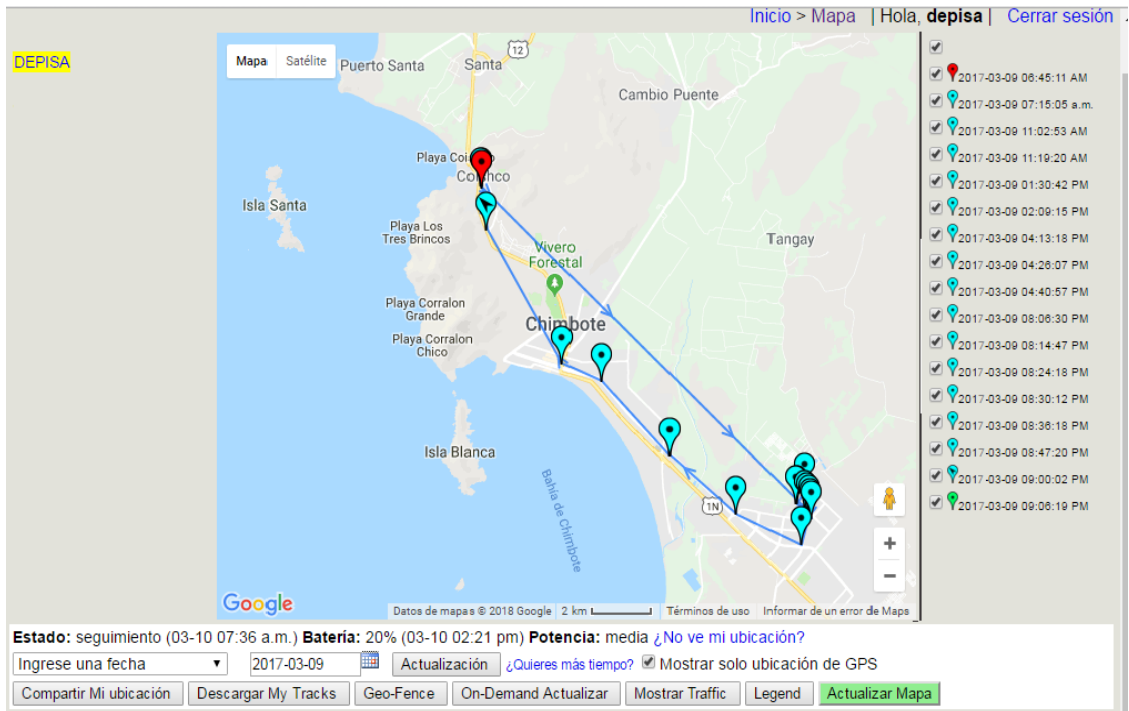 Inicio > Mapa | Hola, depisa | Cerrar sesión
DEPISA
Mapa Satélite
12
Puerto Santa
Santa
Cambio Puente
Isla Santa
Playa Los
Tres Brincos
Tangay
Vivero
Forestal
Playa Corralon
Grande
Chimbote
Playa Corralon
Chico
Isla Blanca
Bahía de Chimbote
1N
+
−
Google
Datos de mapas © 2018 Google 2 km Términos de uso Informar de un error de Maps
2017-03-09 06:45:11 AM
2017-03-09 07:15:05 a.m.
2017-03-09 11:02:53 AM
2017-03-09 11:19:20 AM
2017-03-09 01:30:42 PM
2017-03-09 02:09:15 PM
2017-03-09 04:13:18 PM
2017-03-09 04:26:07 PM
2017-03-09 04:40:57 PM
2017-03-09 08:06:30 PM
2017-03-09 08:14:47 PM
2017-03-09 08:24:18 PM
2017-03-09 08:30:12 PM
2017-03-09 08:36:18 PM
2017-03-09 08:47:20 PM
2017-03-09 09:00:02 PM
2017-03-09 09:06:19 PM
Estado: seguimiento (03-10 07:36 a.m.) Batería: 20% (03-10 02:21 pm) Potencia: media ¿No ve mi ubicación?
Ingrese una fecha 2017-03-09 Actualización ¿Quieres más tiempo? Mostrar solo ubicación de GPS
Compartir Mi ubicación Descargar My Tracks Geo-Fence On-Demand Actualizar Mostrar Traffic Legend Actualizar Mapa